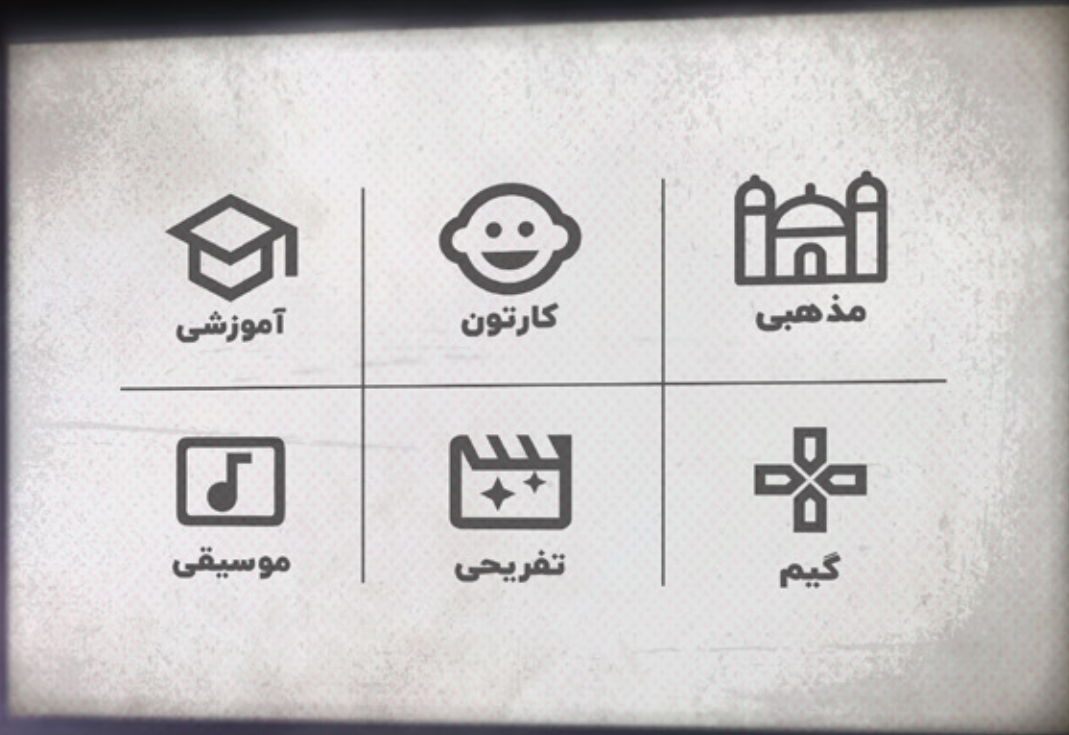 مذهبی
کارتون
آموزشی
گیم
تفریحی
موسیقی